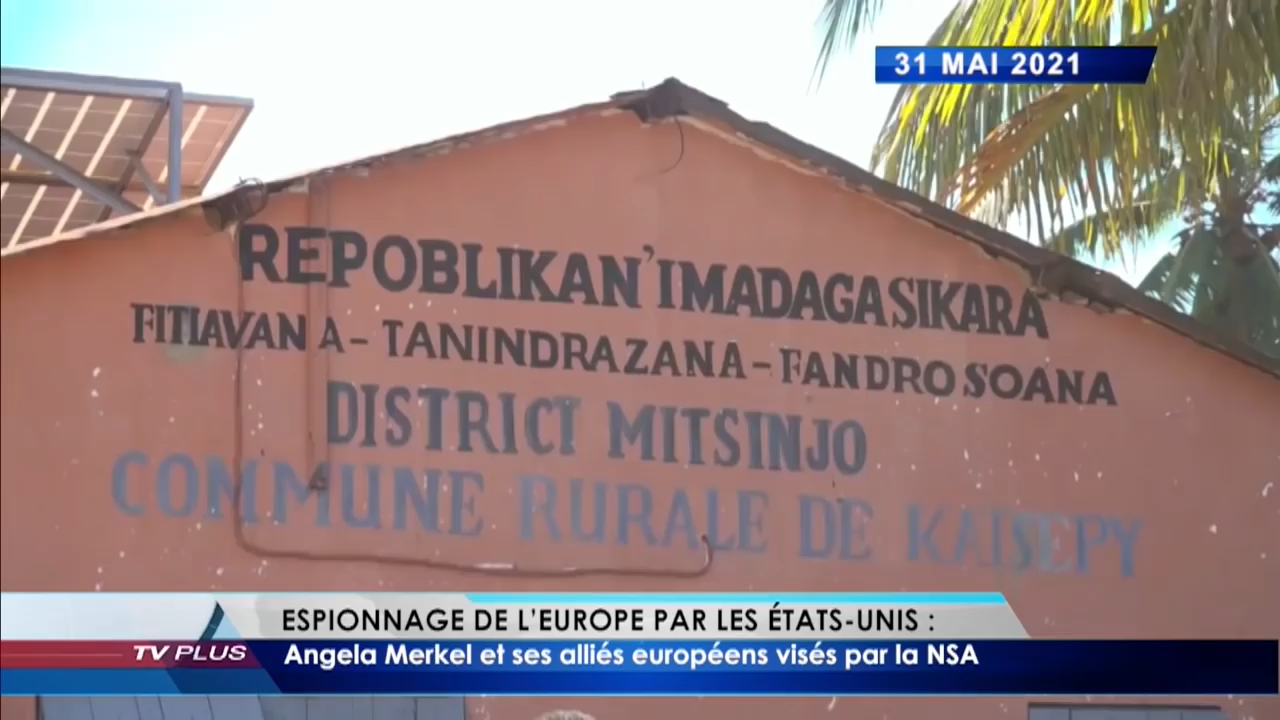 31 MAI 2021
REPOBLIKAN'IMADAGASIKARA
FITIAVANA - TANINDRAZANA - FANDROSOANA
DISTRICT MITSINJO
COMMUNE RURALE DE KATSEPY
ESPIONNAGE DE L'EUROPE PAR LES ÉTATS-UNIS :
TV PLUS
Angela Merkel et ses alliés européens visés par la NSA